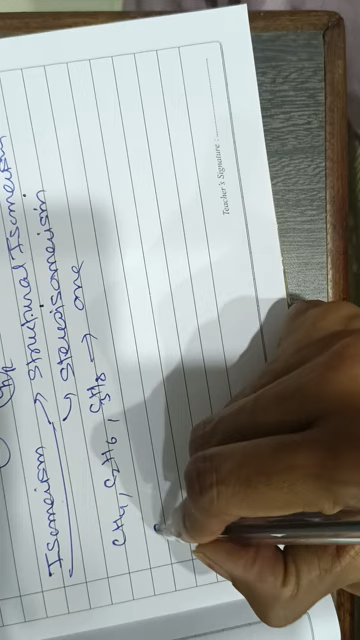 Isomerism → Structural Isomerism
↳ Stereoisomerism
CH4, C2H6, C3H8 → one
Teacher's Signature :